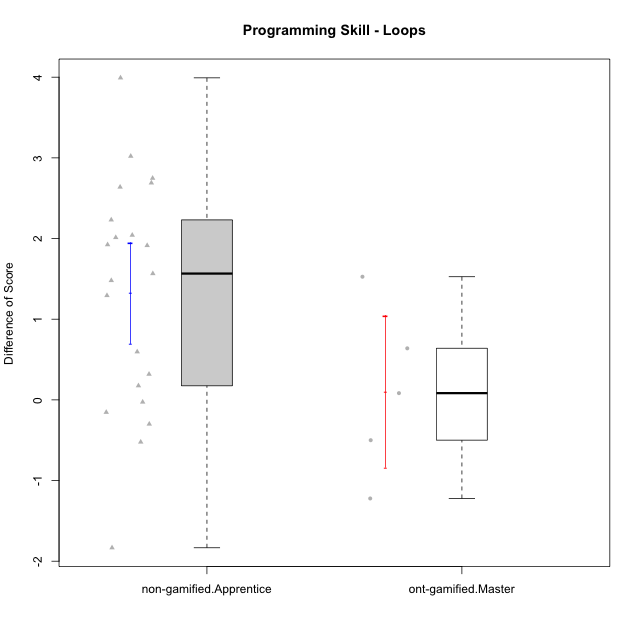 Programming Skill - Loops
Difference of Score
4
3
2
1
0
-1
-2
non-gamified.Apprentice
ont-gamified.Master